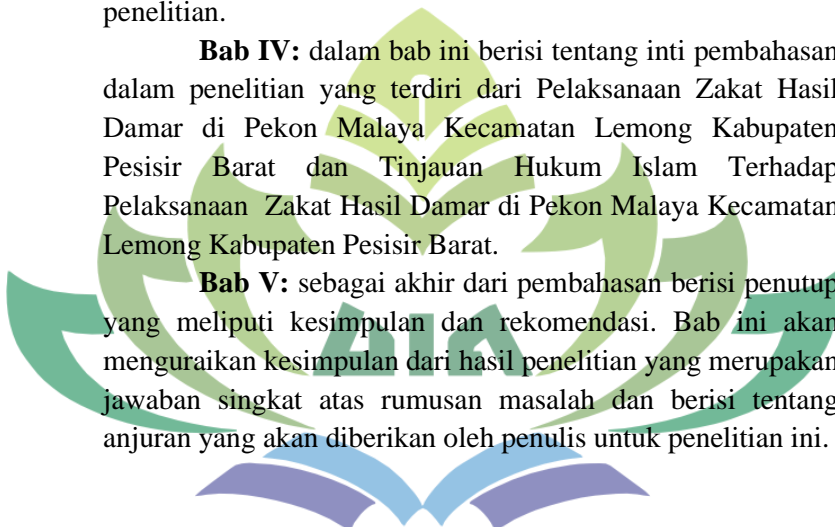 penelitian.
Bab IV: dalam bab ini berisi tentang inti pembahasan
dalam penelitian yang terdiri dari Pelaksanaan Zakat Hasil
Damar di Pekon Malaya Kecamatan Lemong Kabupaten
Pesisir Barat dan Tinjauan Hukum Islam Terhadap
Pelaksanaan Zakat Hasil Damar di Pekon Malaya Kecamatan
Lemong Kabupaten Pesisir Barat.
Bab V: sebagai akhir dari pembahasan berisi penutup
yang meliputi kesimpulan dan rekomendasi. Bab ini akan
menguraikan kesimpulan dari hasil penelitian yang merupakan
jawaban singkat atas rumusan masalah dan berisi tentang
anjuran yang akan diberikan oleh penulis untuk penelitian ini.